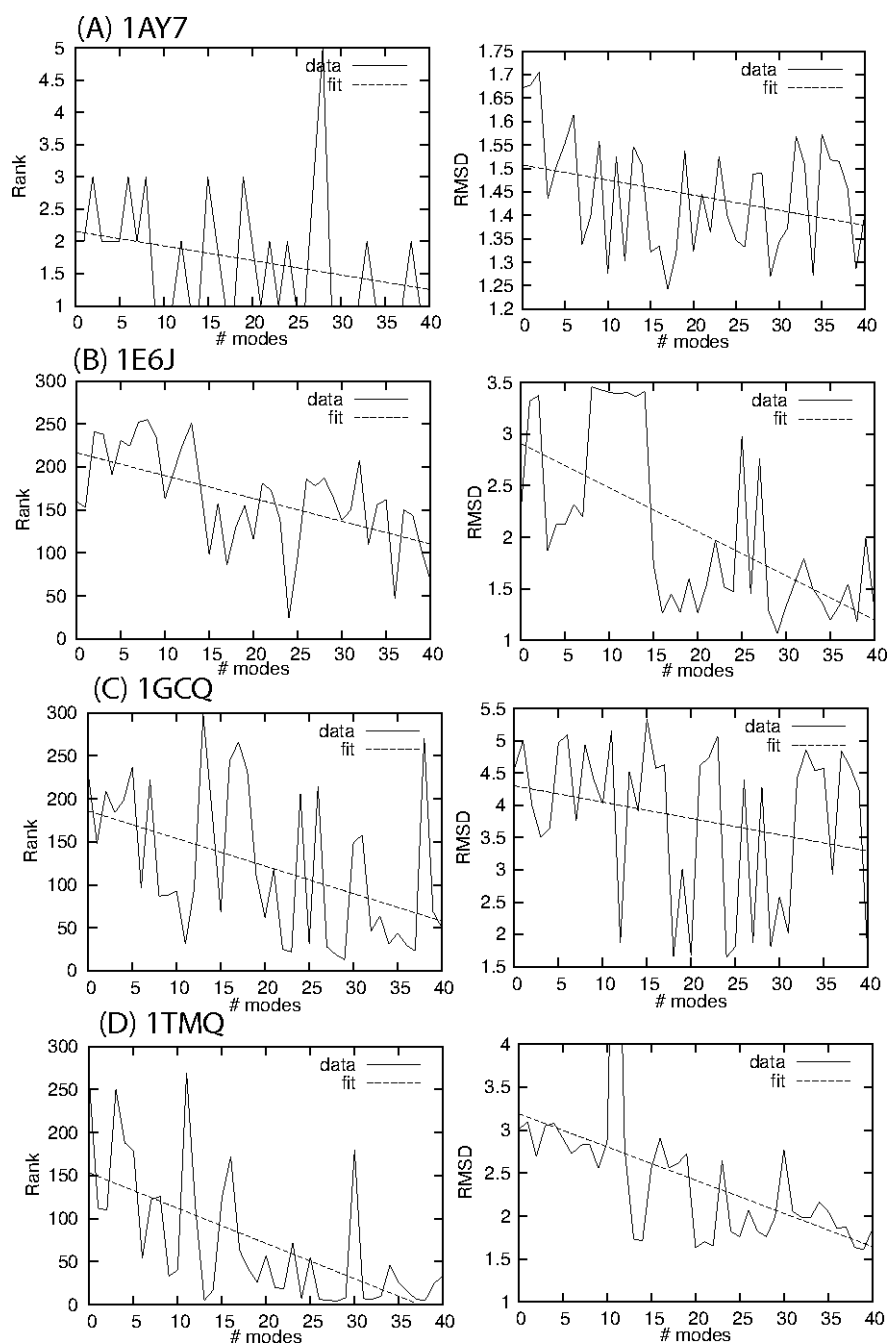 (A) 1AY7
5
4.5
4
3.5
3
2.5
2
1.5
1
Rank
data
fit
0 5 10 15 20 25 30 35 40
# modes
1.75
1.7
1.65
1.6
1.55
1.5
1.45
1.4
1.35
1.3
1.25
1.2
RMSD
data
fit
0 5 10 15 20 25 30 35 40
# modes
(B) 1E6J
300
250
200
150
100
50
0
Rank
data
fit
0 5 10 15 20 25 30 35 40
# modes
3.5
3
2.5
2
1.5
1
RMSD
data
fit
0 5 10 15 20 25 30 35 40
# modes
(C) 1GCQ
300
250
200
150
100
50
0
Rank
data
fit
0 5 10 15 20 25 30 35 40
# modes
5.5
5
4.5
4
3.5
3
2.5
2
1.5
RMSD
data
fit
0 5 10 15 20 25 30 35 40
# modes
(D) 1TMQ
300
250
200
150
100
50
0
Rank
data
fit
0 5 10 15 20 25 30 35 40
# modes
4
3.5
3
2.5
2
1.5
1
RMSD
data
fit
0 5 10 15 20 25 30 35 40
# modes